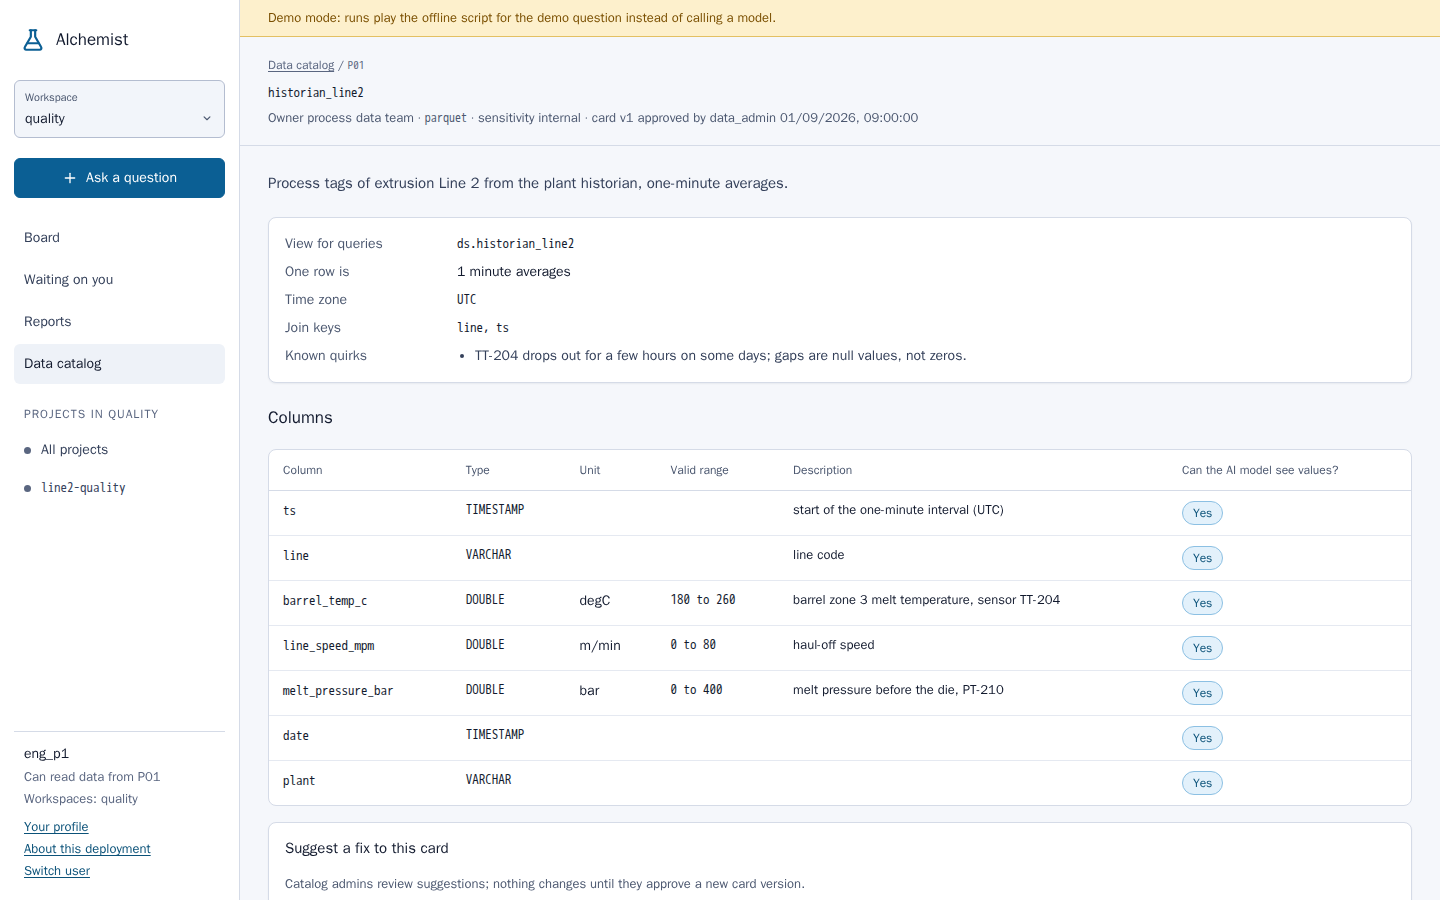 Alchemist
Workspace
quality
Ask a question
Board
Waiting on you
Reports
Data catalog
PROJECTS IN QUALITY
All projects
line2-quality
eng_p1
Can read data from P01
Workspaces: quality
Your profile
About this deployment
Switch user
Demo mode: runs play the offline script for the demo question instead of calling a model.
Data catalog / P01
historian_line2
Owner process data team · parquet · sensitivity internal · card v1 approved by data_admin 01/09/2026, 09:00:00
Process tags of extrusion Line 2 from the plant historian, one-minute averages.
View for queries ds.historian_line2
One row is 1 minute averages
Time zone UTC
Join keys line, ts
Known quirks • TT-204 drops out for a few hours on some days; gaps are null values, not zeros.
Columns
Column Type Unit Valid range Description Can the AI model see values?
ts TIMESTAMP start of the one-minute interval (UTC) Yes
line VARCHAR line code Yes
barrel_temp_c DOUBLE degC 180 to 260 barrel zone 3 melt temperature, sensor TT-204 Yes
line_speed_mpm DOUBLE m/min 0 to 80 haul-off speed Yes
melt_pressure_bar DOUBLE bar 0 to 400 melt pressure before the die, PT-210 Yes
date TIMESTAMP Yes
plant VARCHAR Yes
Suggest a fix to this card
Catalog admins review suggestions; nothing changes until they approve a new card version.